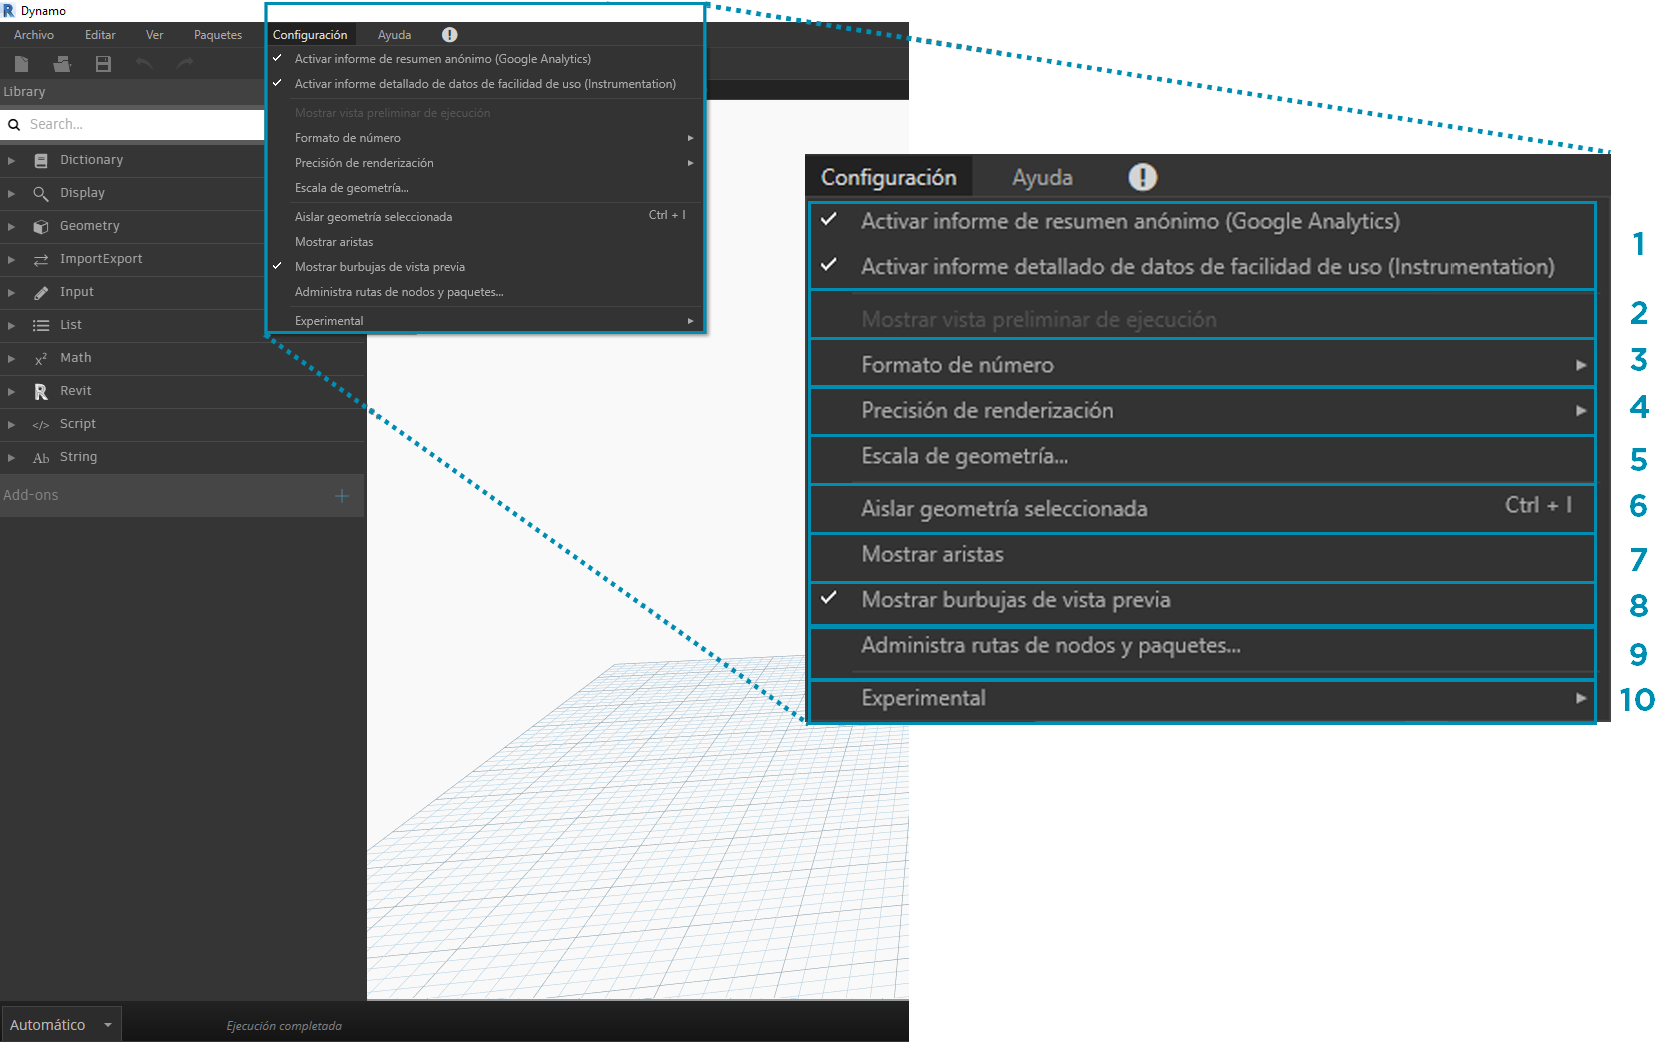 Dynamo
Archivo Editar Ver Paquetes Configuración Ayuda
Activar informe de resumen anónimo (Google Analytics)
Activar informe detallado de datos de facilidad de uso (Instrumentation)
Mostrar vista preliminar de ejecución
Formato de número
Precisión de renderización
Escala de geometría...
Aislar geometría seleccionada Ctrl + I
Mostrar aristas
Mostrar burbujas de vista previa
Administra rutas de nodos y paquetes...
Experimental
Library
Search...
Dictionary
Display
Geometry
ImportExport
Input
List
Math
Revit
Script
String
Add-ons
Automático
Ejecución completada
Configuración Ayuda
Activar informe de resumen anónimo (Google Analytics)
Activar informe detallado de datos de facilidad de uso (Instrumentation)
1
Mostrar vista preliminar de ejecución 2
Formato de número 3
Precisión de renderización 4
Escala de geometría... 5
Aislar geometría seleccionada Ctrl + I 6
Mostrar aristas 7
Mostrar burbujas de vista previa 8
Administra rutas de nodos y paquetes... 9
Experimental 10